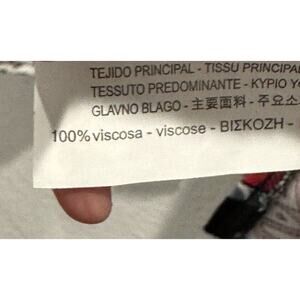 TEJIDO PRINCIPAL - TISSU PRINCIPAL
TESSUTO PREDOMINANTE - ΚΥΡΙΟ
GLAVNO BLAGO - 主要面料 - 주요소
100% viscosa - viscose - ΒΙΣΚΟΖΗ -